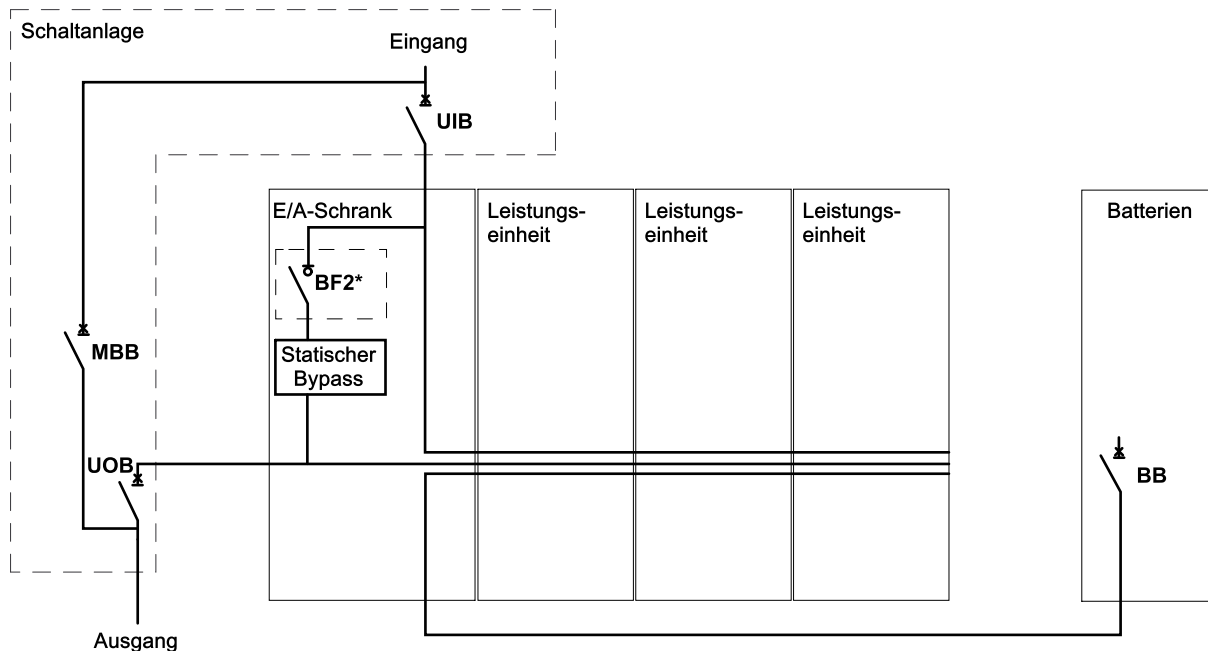 Schaltanlage
Eingang
UIB
E/A-Schrank
Leistungs-
einheit
Leistungs-
einheit
Leistungs-
einheit
Batterien
BF2*
MBB
Statischer
Bypass
UOB
BB
Ausgang